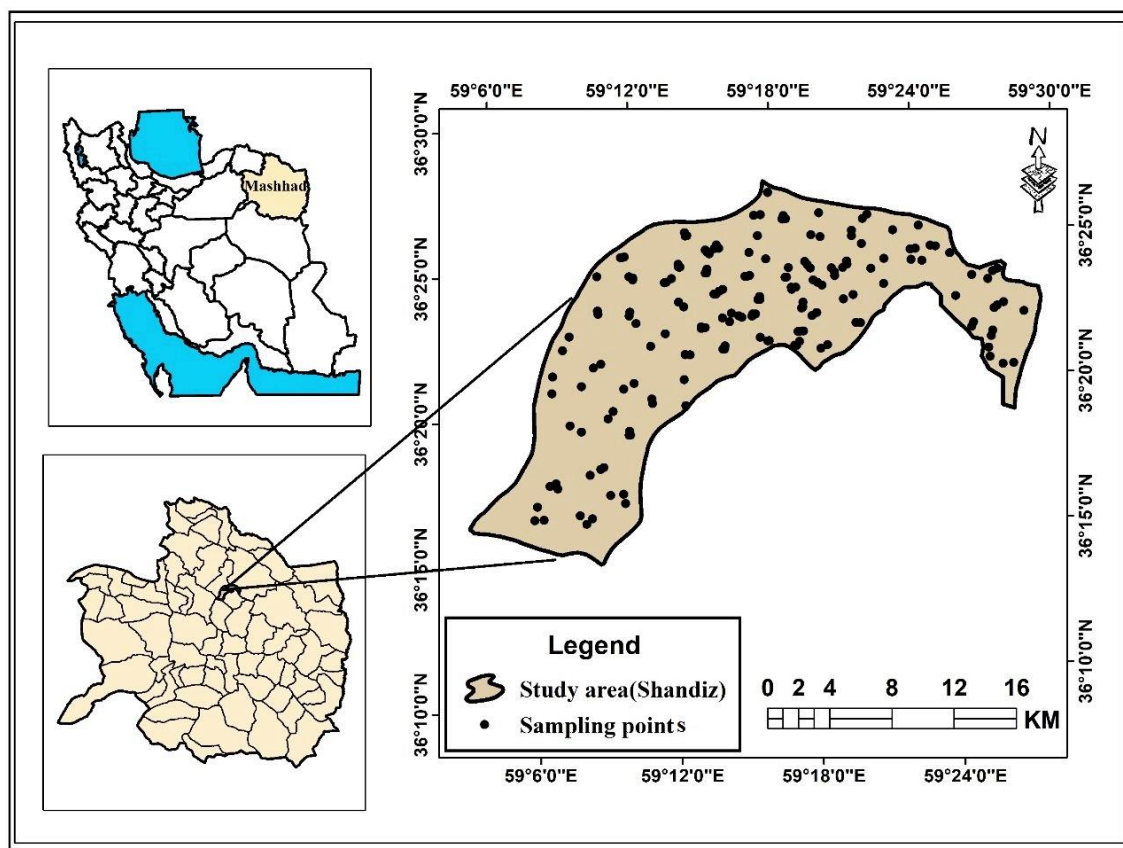 Mashhad
59°6'0"E 59°12'0"E 59°18'0"E 59°24'0"E 59°30'0"E
N
36°30'0"N
36°25'0"N
36°20'0"N
36°15'0"N
36°10'0"N
36°25'0"N
36°20'0"N
36°15'0"N
36°10'0"N
Legend
Study area(Shandiz)
Sampling points
0 2 4 8 12 16
KM
59°6'0"E 59°12'0"E 59°18'0"E 59°24'0"E